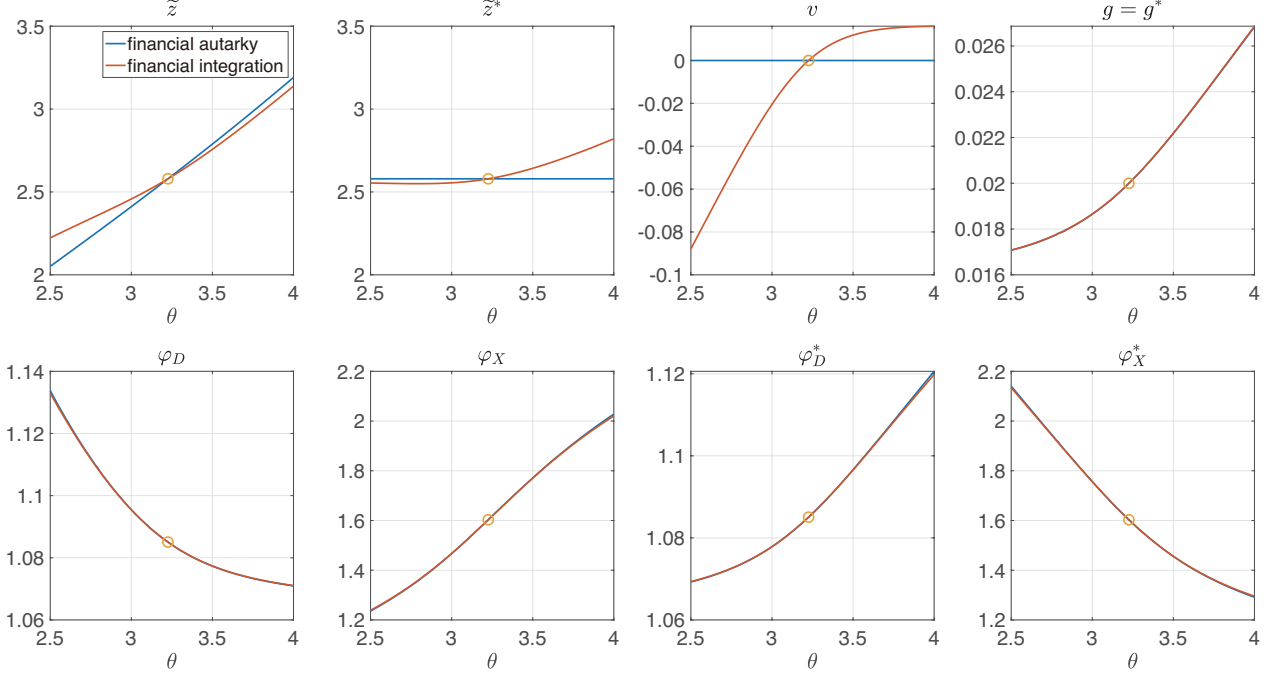 z̃ z̃* v g = g*
3.5 3.5 0 0.026
financial autarky
financial integration
3 3 -0.02 0.024
-0.04 0.022
2.5 2.5 -0.06 0.02
-0.08 0.018
2 2 -0.1 0.016
2.5 3 3.5 4 2.5 3 3.5 4 2.5 3 3.5 4 2.5 3 3.5 4
θ θ θ θ
φ_D φ_X φ*_D φ*_X
1.14 2.2 1.12 2.2
1.12 2 2
1.8 1.1 1.8
1.1 1.6 1.6
1.08 1.4 1.08 1.4
1.06 1.2 1.06 1.2
2.5 3 3.5 4 2.5 3 3.5 4 2.5 3 3.5 4 2.5 3 3.5 4
θ θ θ θ